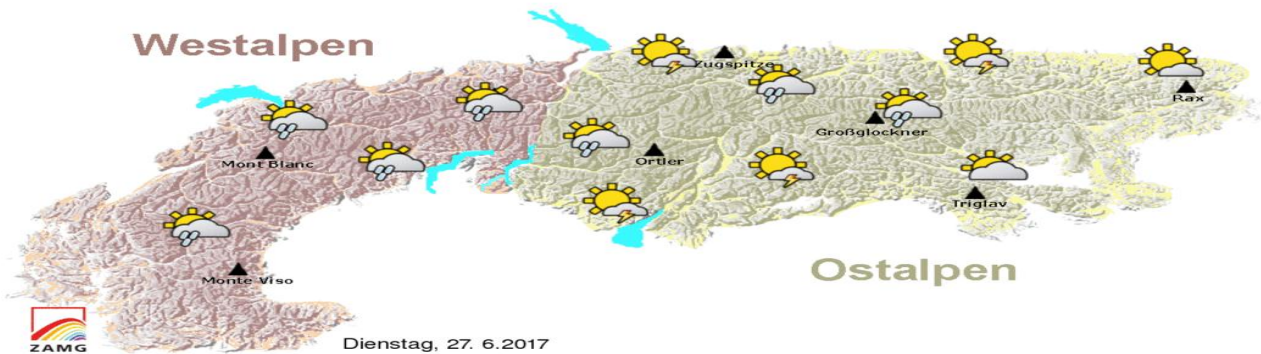 Westalpen
Zugspitze
Rax
Großglockner
Mont Blanc
Ortler
Triglav
Monte Viso
Ostalpen
ZAMG
Dienstag, 27. 6.2017